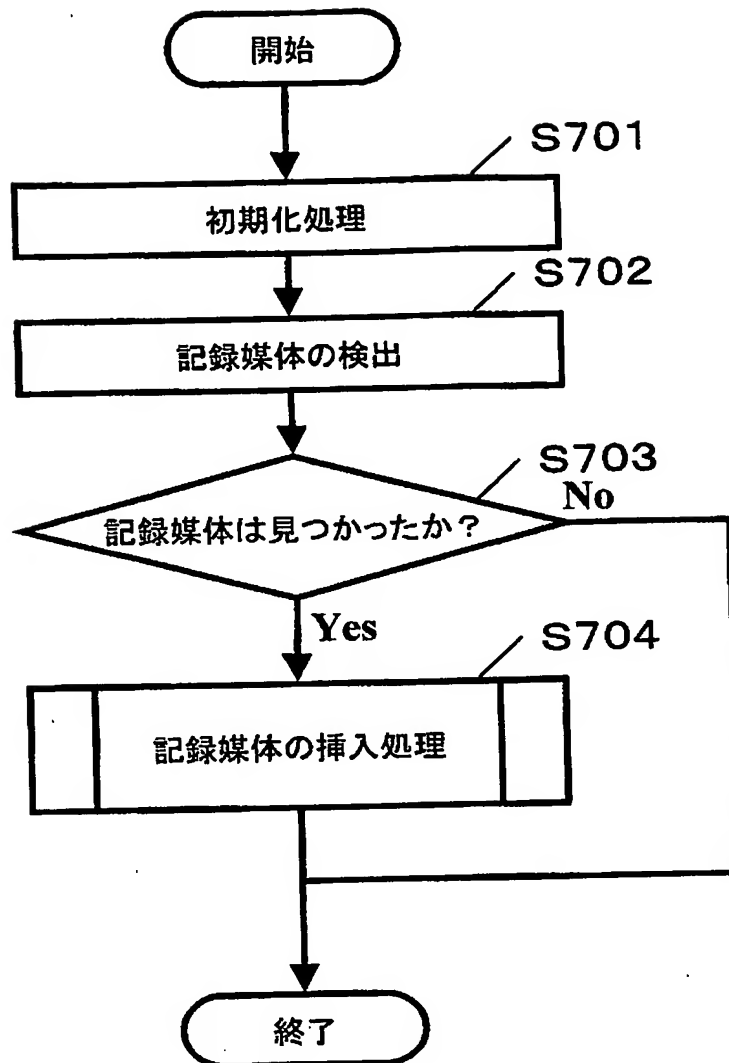 開始
S701
初期化処理
S702
記録媒体の検出
S703
No
記録媒体は見つかったか？
Yes
S704
記録媒体の挿入処理
終了